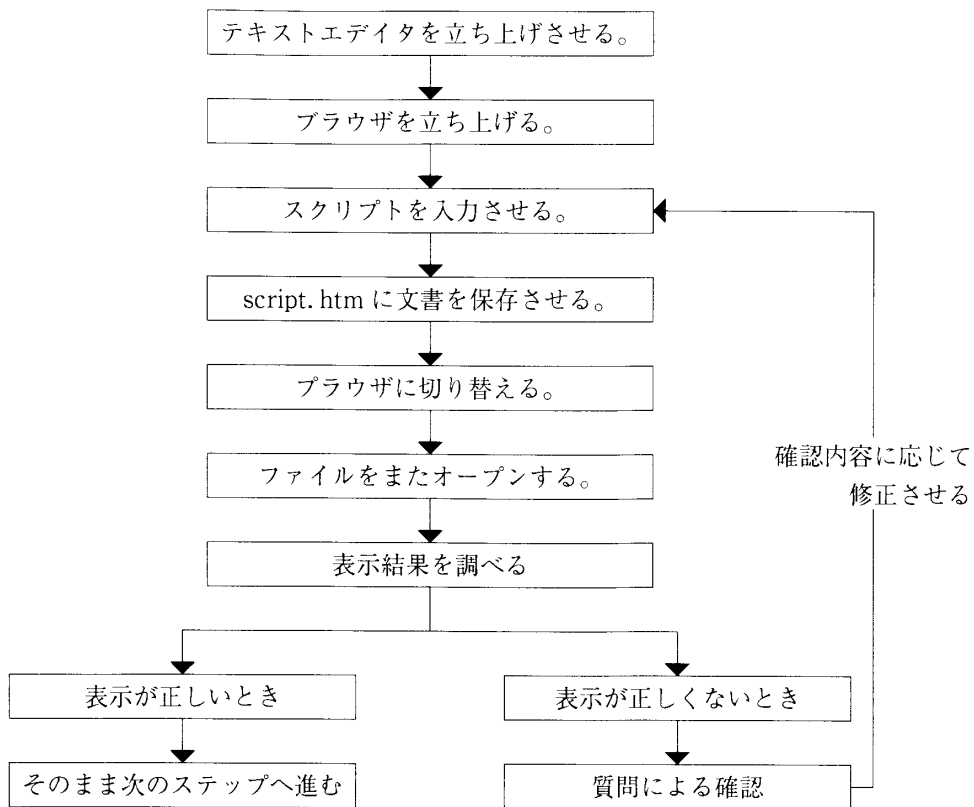 テキストエデイタを立ち上げさせる。
ブラウザを立ち上げる。
スクリプトを入力させる。
script. htm に文書を保存させる。
プラウザに切り替える。
ファイルをまたオープンする。
確認内容に応じて
修正させる
表示結果を調べる
表示が正しいとき
表示が正しくないとき
そのまま次のステップへ進む
質問による確認